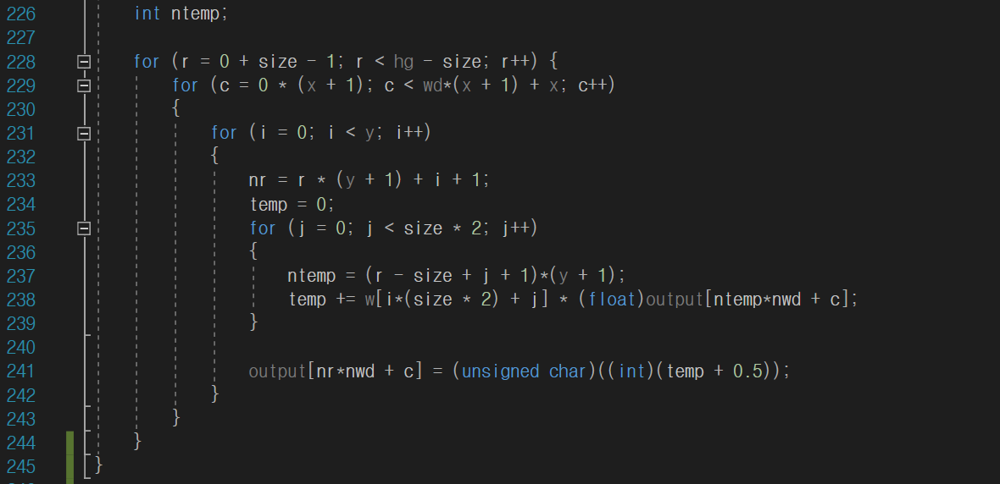 226 int ntemp;
227
228 for (r = 0 + size - 1; r < hg - size; r++) {
229 for (c = 0 * (x + 1); c < wd*(x + 1) + x; c++)
230 {
231 for (i = 0; i < y; i++)
232 {
233 nr = r * (y + 1) + i + 1;
234 temp = 0;
235 for (j = 0; j < size * 2; j++)
236 {
237 ntemp = (r - size + j + 1)*(y + 1);
238 temp += w[i*(size * 2) + j] * (float)output[ntemp*nwd + c];
239 }
240
241 output[nr*nwd + c] = (unsigned char)((int)(temp + 0.5));
242 }
243 }
244 }
245 }